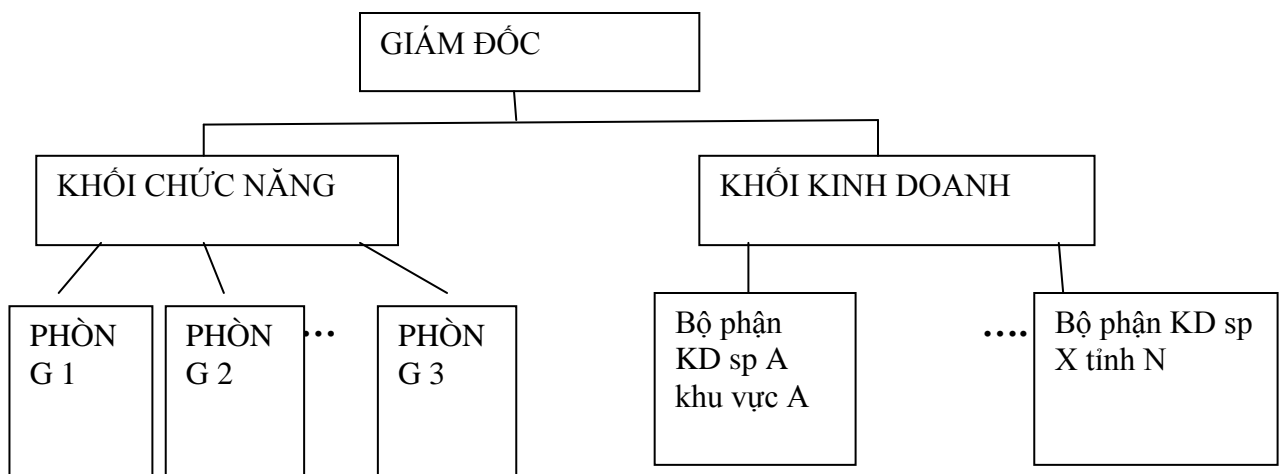 GIÁM ĐỐC
KHỐI CHỨC NĂNG
KHỐI KINH DOANH
PHÒN
G 1
PHÒN
G 2
...
PHÒN
G 3
Bộ phận
KD sp A
khu vực A
....
Bộ phận KD sp
X tỉnh N